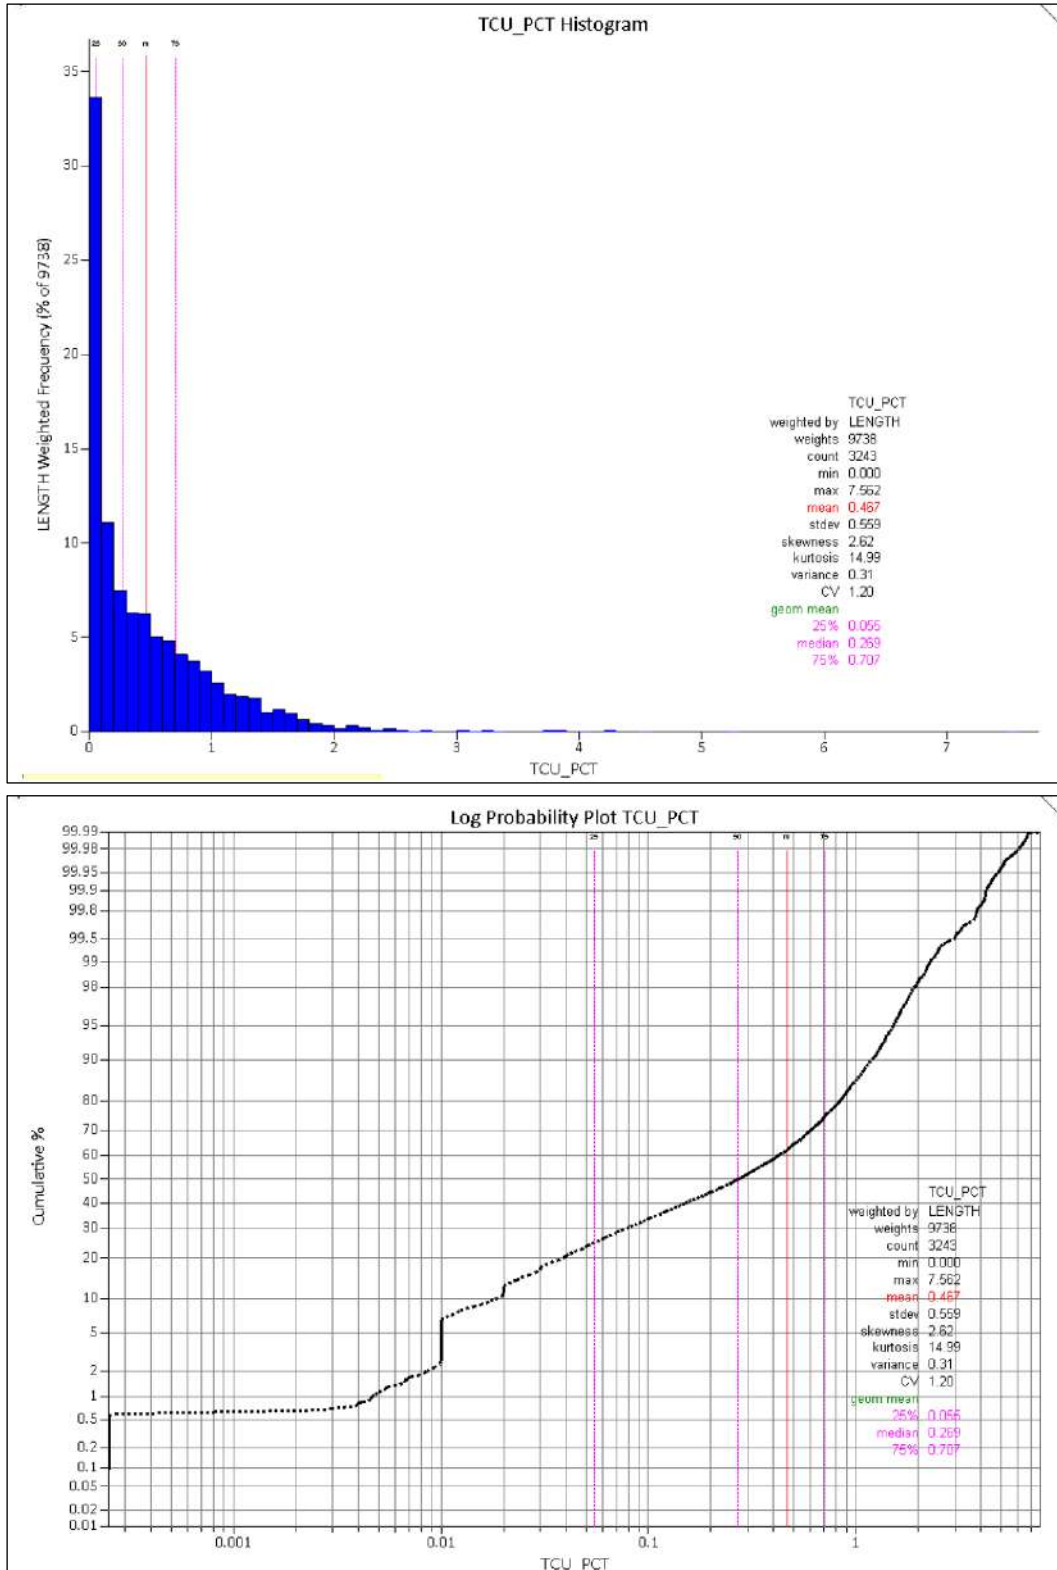 TCU_PCT Histogram
25 50 m 75
35
30
25
20
15
10
5
0
LENGTH Weighted Frequency (% of 9738)
TCU_PCT
weighted by LENGTH
weights 9738
count 3243
min 0.000
max 7.562
mean 0.467
stdev 0.559
skewness 2.62
kurtosis 14.99
variance 0.31
CV 1.20
geom mean
25% 0.055
median 0.269
75% 0.707
0 1 2 3 4 5 6 7
TCU_PCT
Log Probability Plot TCU_PCT
25 50 m 75
99.99
99.98
99.95
99.9
99.8
99.5
99
98
95
90
80
70
60
50
40
30
20
10
5
2
1
0.5
0.2
0.1
0.05
0.02
0.01
Cumulative %
TCU_PCT
weighted by LENGTH
weights 9738
count 3243
min 0.000
max 7.562
mean 0.467
stdev 0.559
skewness 2.62
kurtosis 14.99
variance 0.31
CV 1.20
geom mean
25% 0.055
median 0.269
75% 0.707
0.001 0.01 0.1 1
TCU_PCT